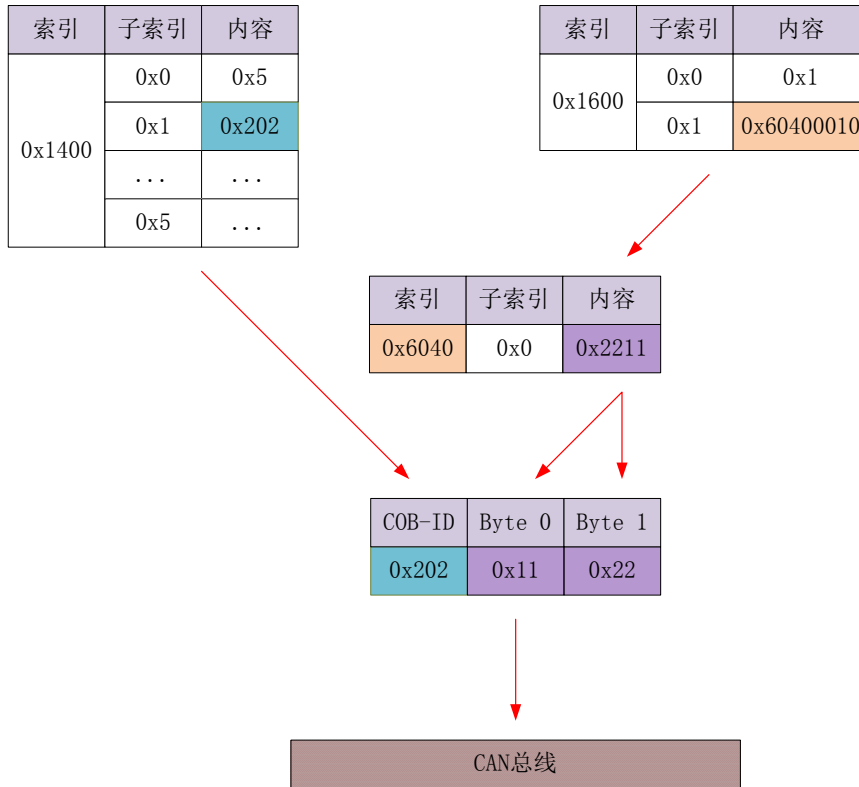 索引 子索引 内容
0x1400
0x0 0x5
0x1 0x202
... ...
0x5 ...
索引 子索引 内容
0x1600
0x0 0x1
0x1 0x60400010
索引 子索引 内容
0x6040 0x0 0x2211
COB-ID Byte 0 Byte 1
0x202 0x11 0x22
CAN总线